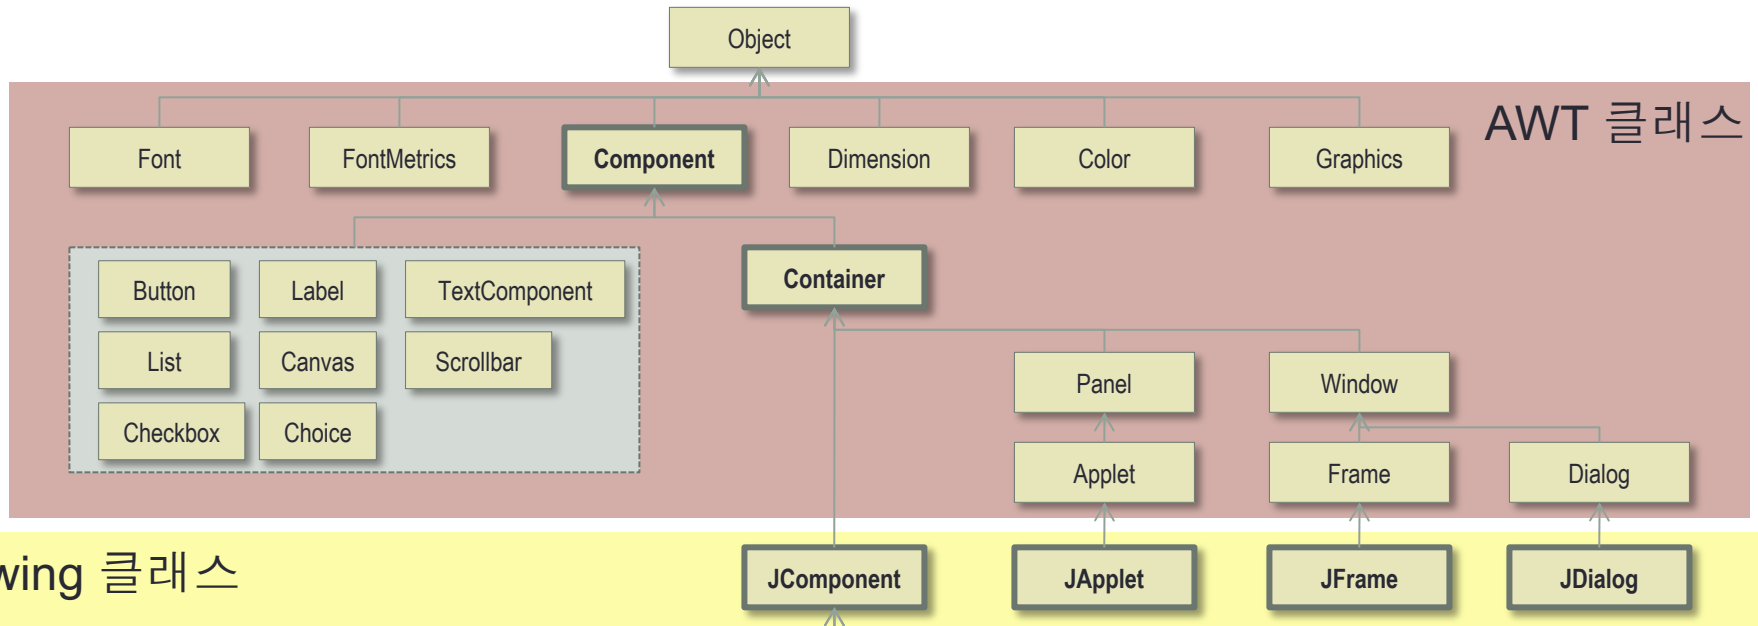 Object
AWT 클래스
Font
FontMetrics
Component
Dimension
Color
Graphics
Button
Label
TextComponent
Container
List
Canvas
Scrollbar
Panel
Window
Checkbox
Choice
Applet
Frame
Dialog
wing 클래스
JComponent
JApplet
JFrame
JDialog